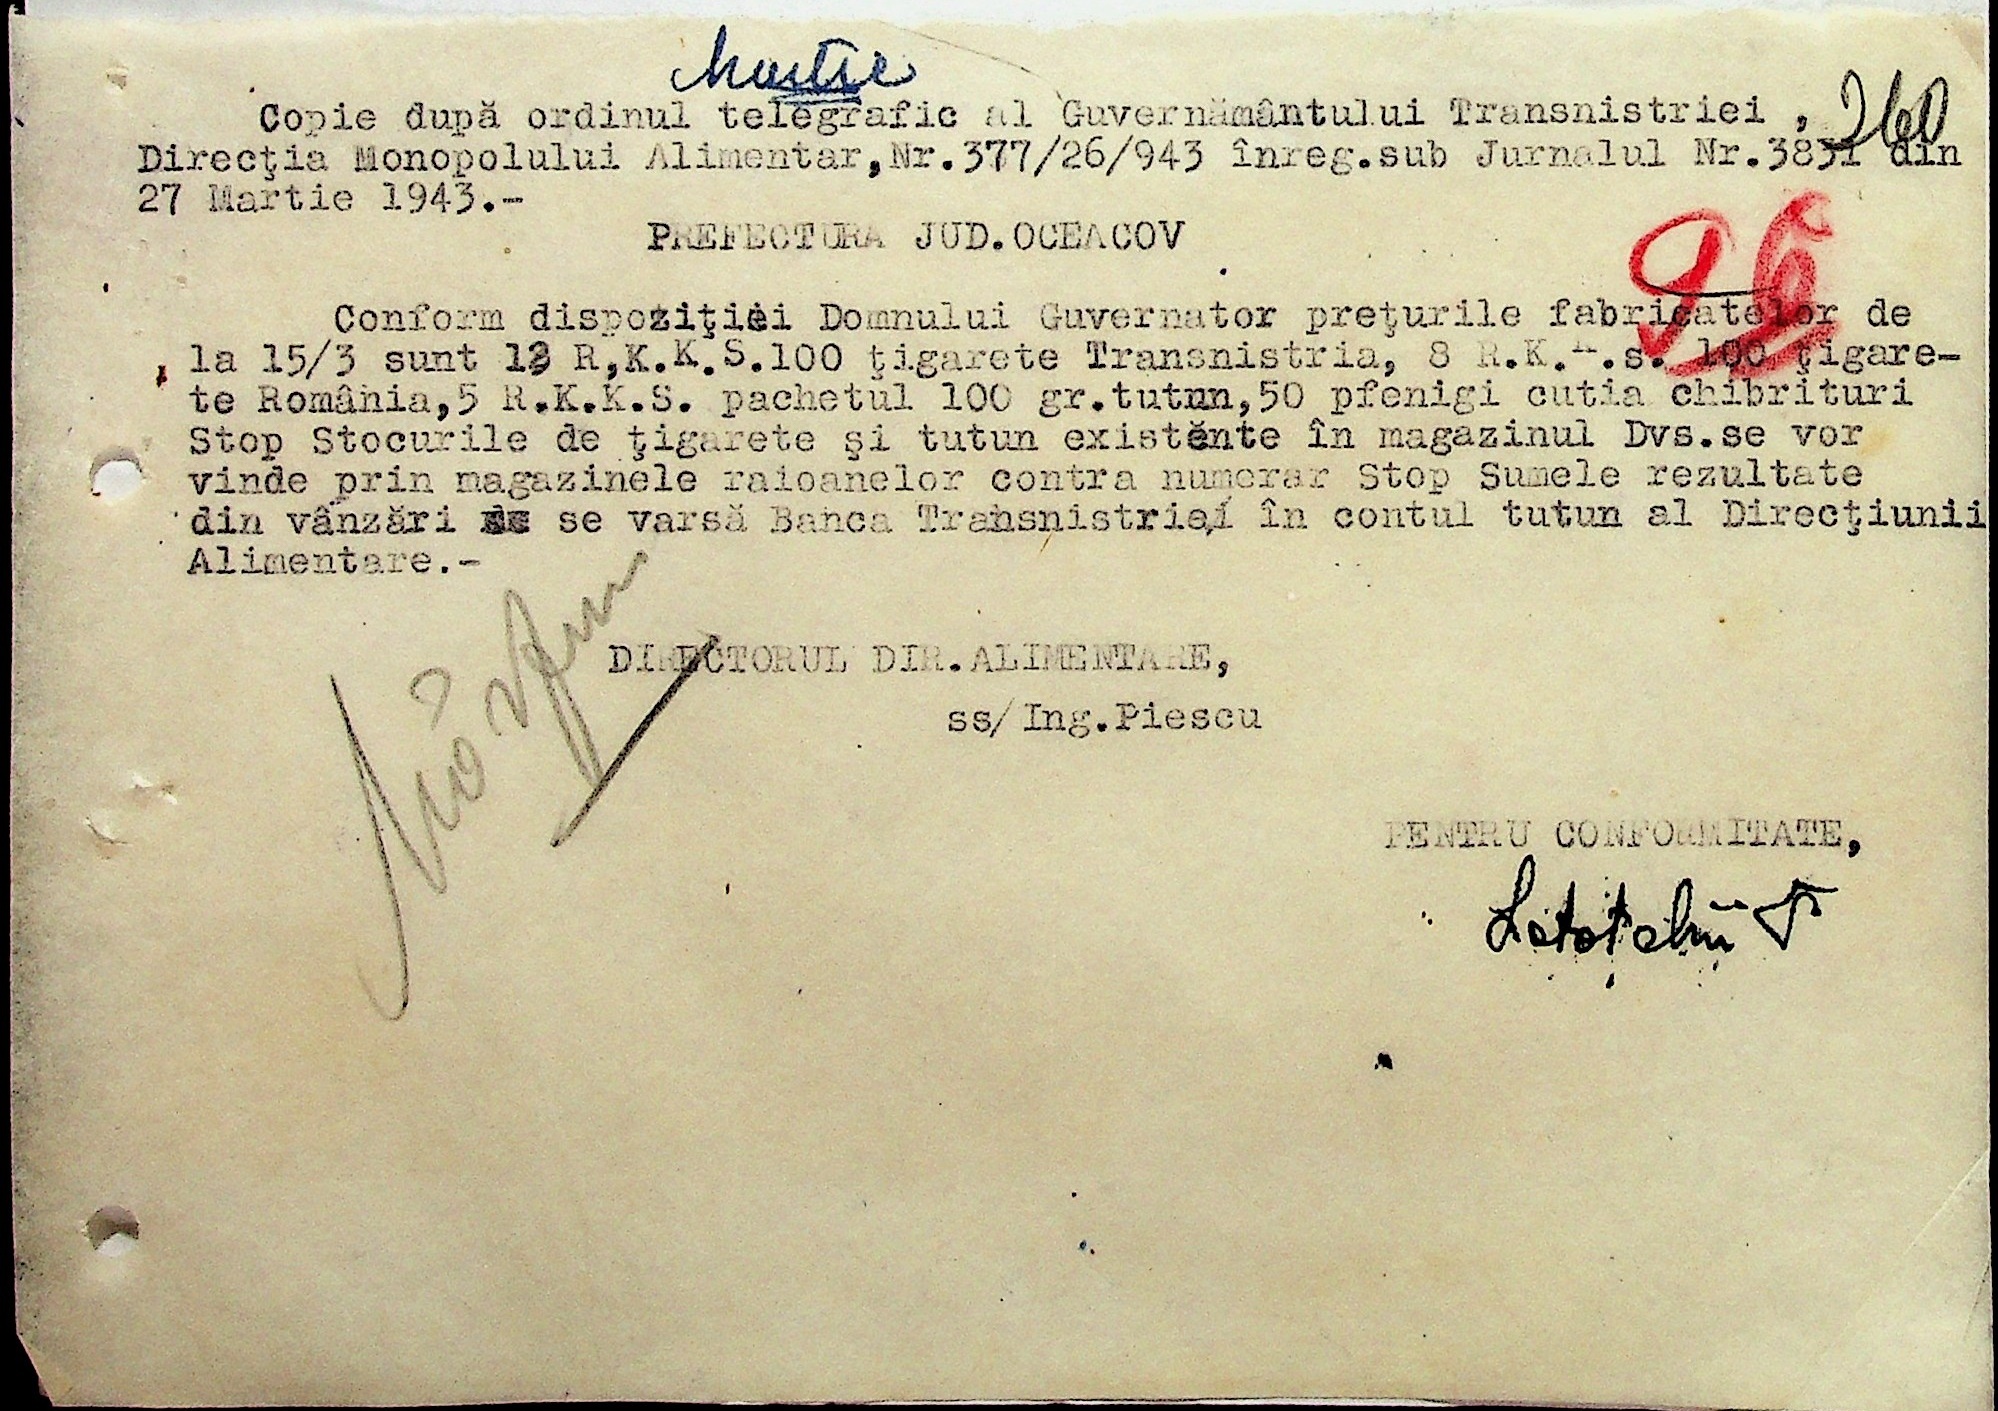 Martie
260
Copie după ordinul telegrafic al Guvernământului Transnistriei ,
Direcţia Monopolului Alimentar,Nr.377/26/943 înreg.sub Jurnalul Nr.3831 din
27 Martie 1943.-
PREFECTURA JUD.OCEACOV
96
Conform dispoziţiei Domnului Guvernator preţurile fabricatelor de
la 15/3 sunt 12 R,K.K.S.100 ţigarete Transnistria, 8 R.K.K.s. 100 ţigare-
te România,5 R.K.K.S. pachetul 100 gr.tutun,50 pfenigi cutia chibrituri
Stop Stocurile de ţigarete şi tutun existente în magazinul Dvs.se vor
vinde prin magazinele raioanelor contra numerar Stop Sumele rezultate
din vânzări se varsă Banca Transnistriei în contul tutun al Direcţiunii
Alimentare.-
DIRECTORUL DIR.ALIMENTARE,
ss/ Ing.Piescu
PENTRU CONFORMITATE,